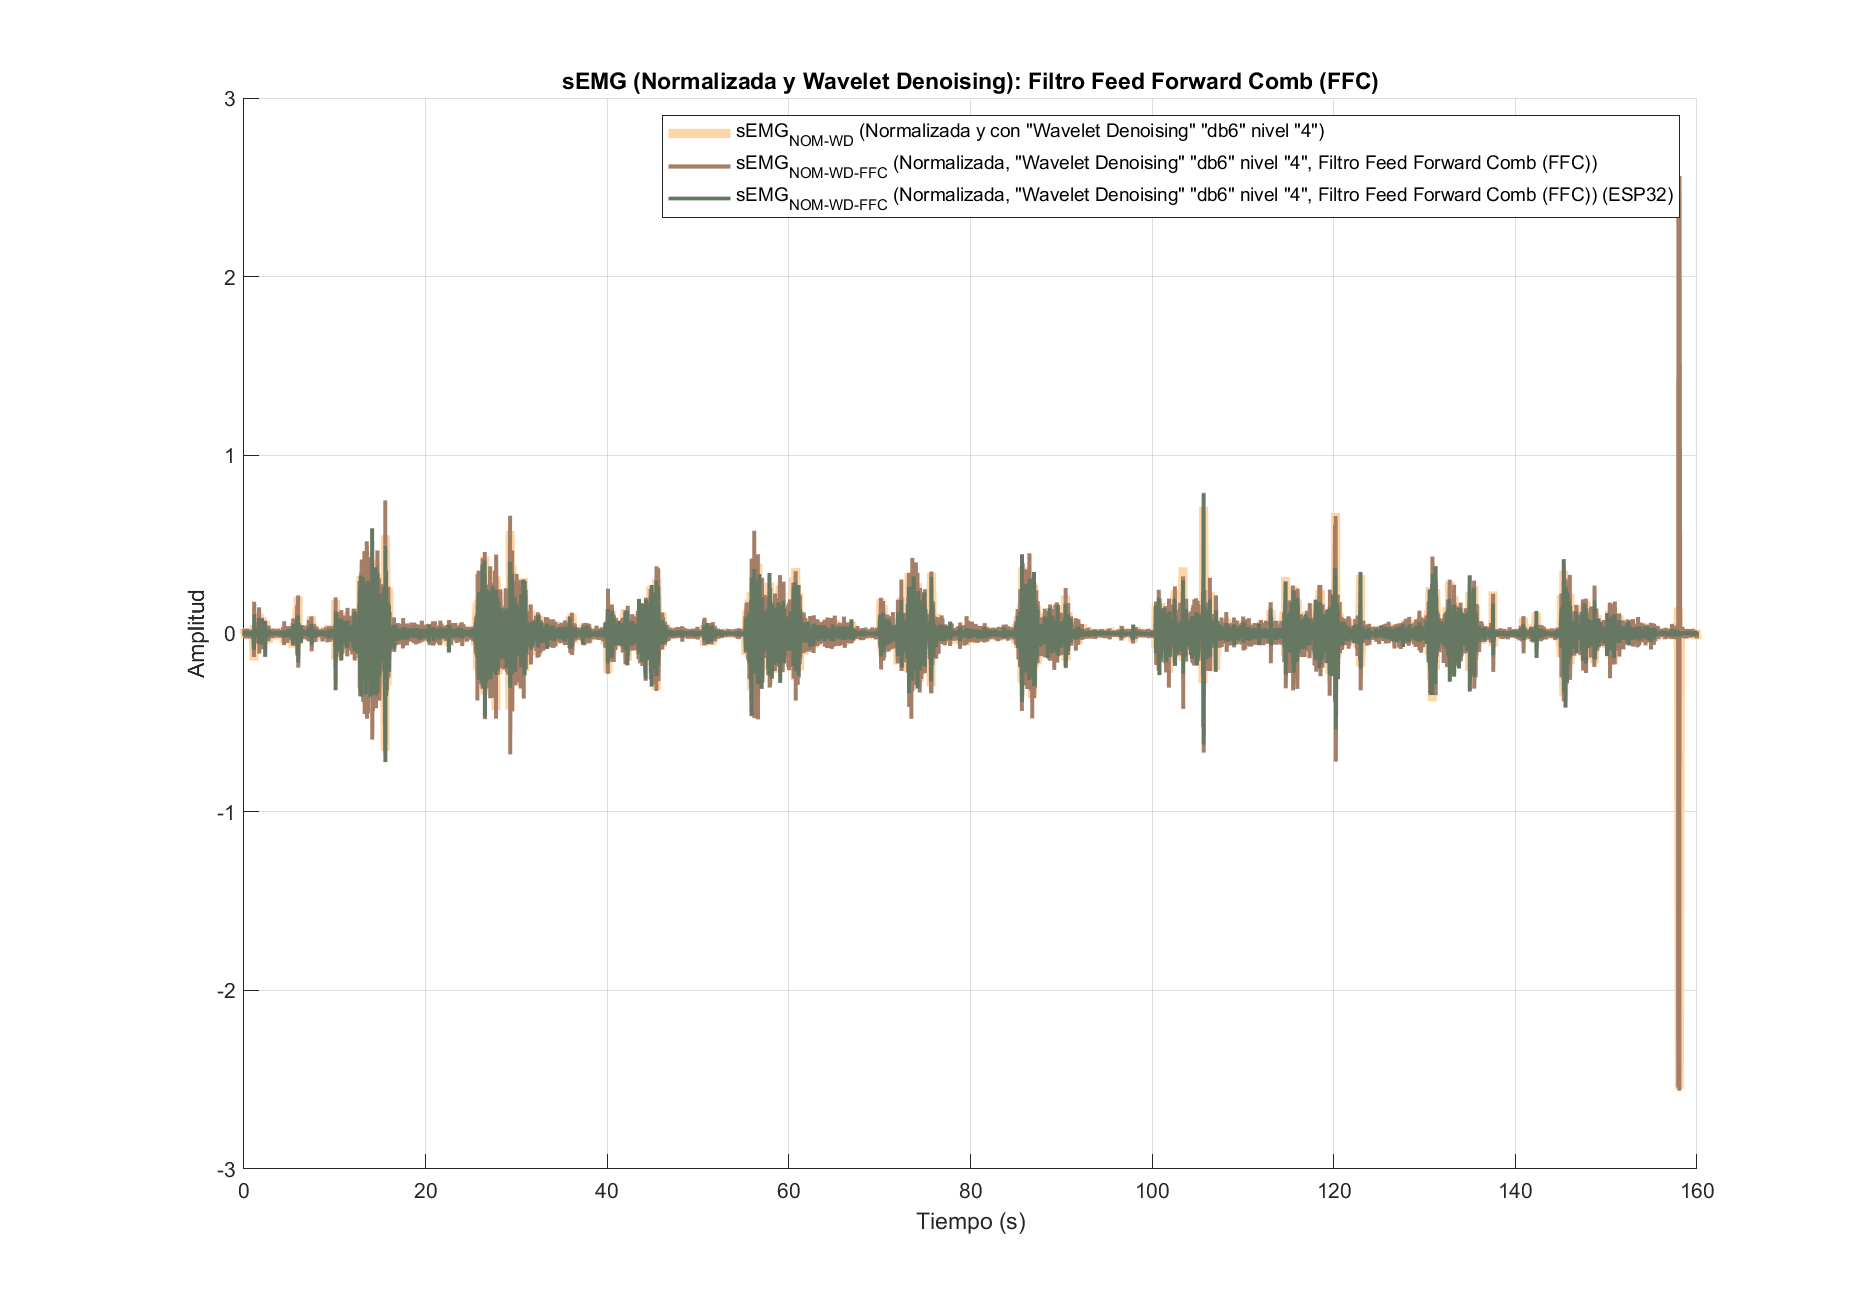 sEMG (Normalizada y Wavelet Denoising): Filtro Feed Forward Comb (FFC)
sEMG_NOM-WD (Normalizada y con "Wavelet Denoising" "db6" nivel "4")
sEMG_NOM-WD-FFC (Normalizada, "Wavelet Denoising" "db6" nivel "4", Filtro Feed Forward Comb (FFC))
sEMG_NOM-WD-FFC (Normalizada, "Wavelet Denoising" "db6" nivel "4", Filtro Feed Forward Comb (FFC)) (ESP32)
3
2
1
0
-1
-2
-3
Amplitud
0 20 40 60 80 100 120 140 160
Tiempo (s)